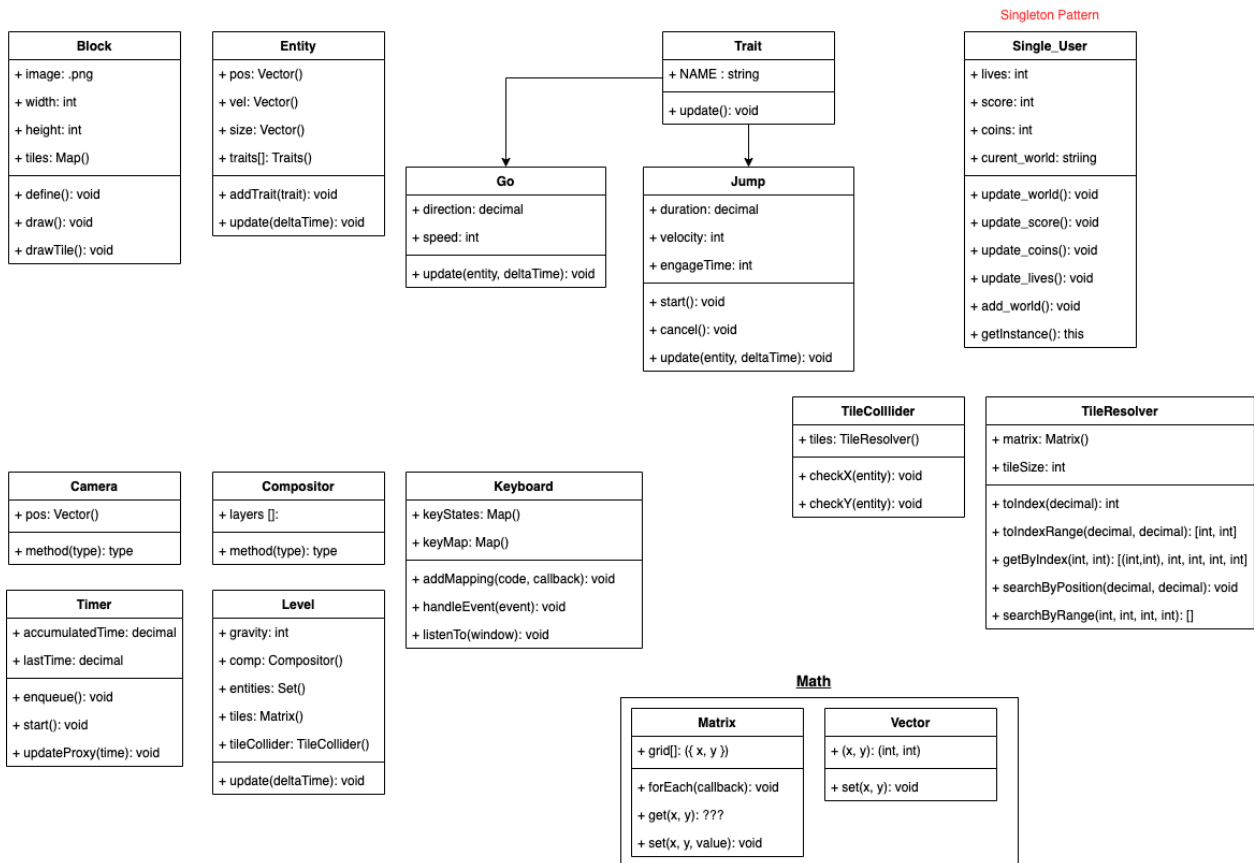 Singleton Pattern
Block
+ image: .png
+ width: int
+ height: int
+ tiles: Map()
+ define(): void
+ draw(): void
+ drawTile(): void
Entity
+ pos: Vector()
+ vel: Vector()
+ size: Vector()
+ traits[]: Traits()
+ addTrait(trait): void
+ update(deltaTime): void
Trait
+ NAME : string
+ update(): void
Single_User
+ lives: int
+ score: int
+ coins: int
+ curent_world: striing
+ update_world(): void
+ update_score(): void
+ update_coins(): void
+ update_lives(): void
+ add_world(): void
+ getInstance(): this
Go
+ direction: decimal
+ speed: int
+ update(entity, deltaTime): void
Jump
+ duration: decimal
+ velocity: int
+ engageTime: int
+ start(): void
+ cancel(): void
+ update(entity, deltaTime): void
TileColllider
+ tiles: TileResolver()
+ checkX(entity): void
+ checkY(entity): void
TileResolver
+ matrix: Matrix()
+ tileSize: int
+ toIndex(decimal): int
+ toIndexRange(decimal, decimal): [int, int]
+ getByIndex(int, int): [(int,int), int, int, int, int]
+ searchByPosition(decimal, decimal): void
+ searchByRange(int, int, int, int): []
Camera
+ pos: Vector()
+ method(type): type
Compositor
+ layers []:
+ method(type): type
Keyboard
+ keyStates: Map()
+ keyMap: Map()
+ addMapping(code, callback): void
+ handleEvent(event): void
+ listenTo(window): void
Timer
+ accumulatedTime: decimal
+ lastTime: decimal
+ enqueue(): void
+ start(): void
+ updateProxy(time): void
Level
+ gravity: int
+ comp: Compositor()
+ entities: Set()
+ tiles: Matrix()
+ tileCollider: TileCollider()
+ update(deltaTime): void
Math
Matrix
+ grid[]: ({ x, y })
+ forEach(callback): void
+ get(x, y): ???
+ set(x, y, value): void
Vector
+ (x, y): (int, int)
+ set(x, y): void